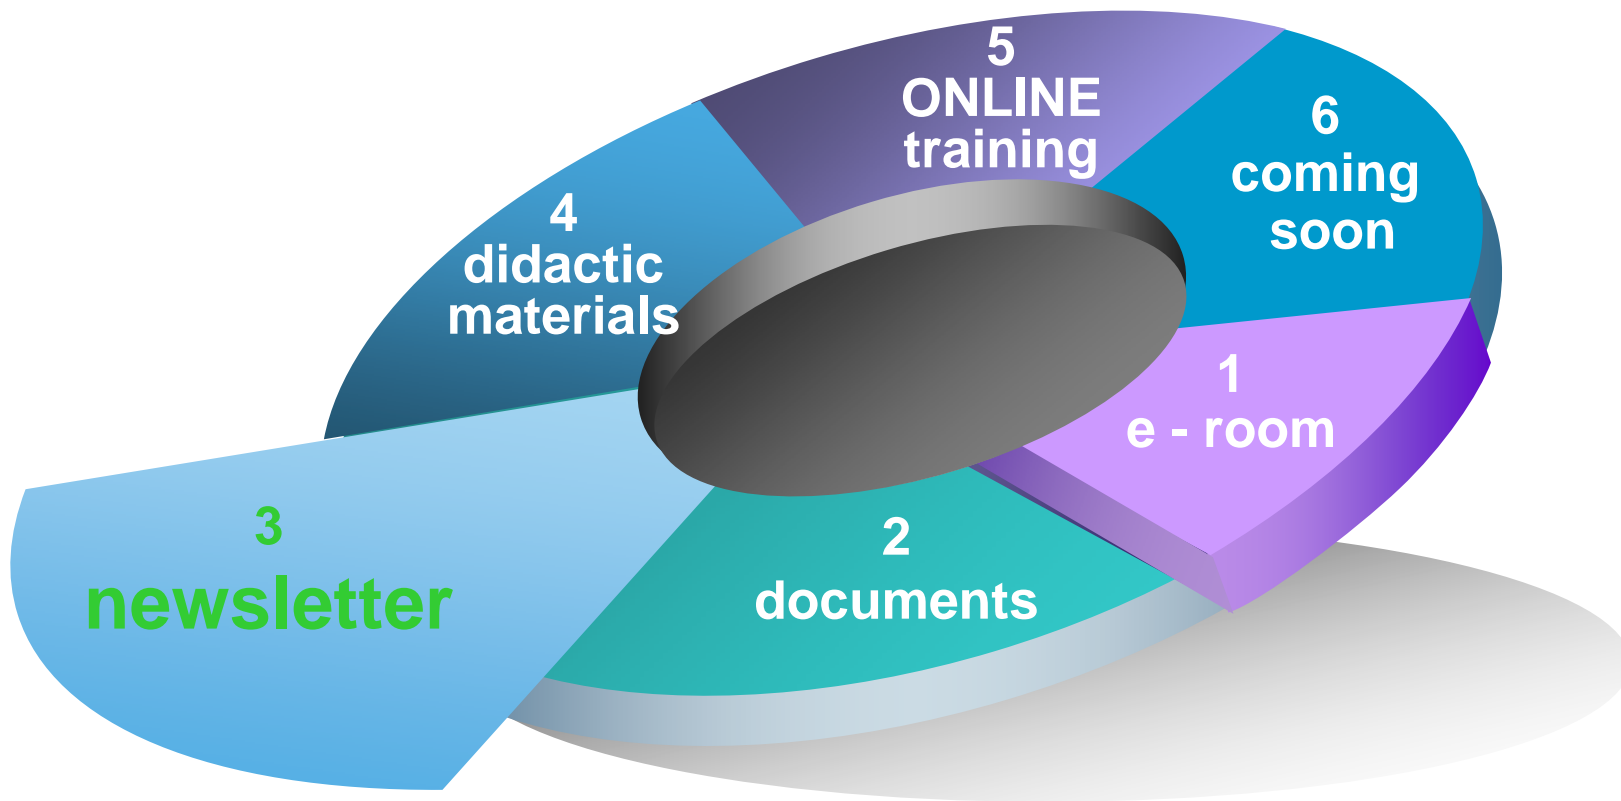 5
ONLINE
training
6
coming
soon
4
didactic
materials
1
e - room
3
newsletter
2
documents